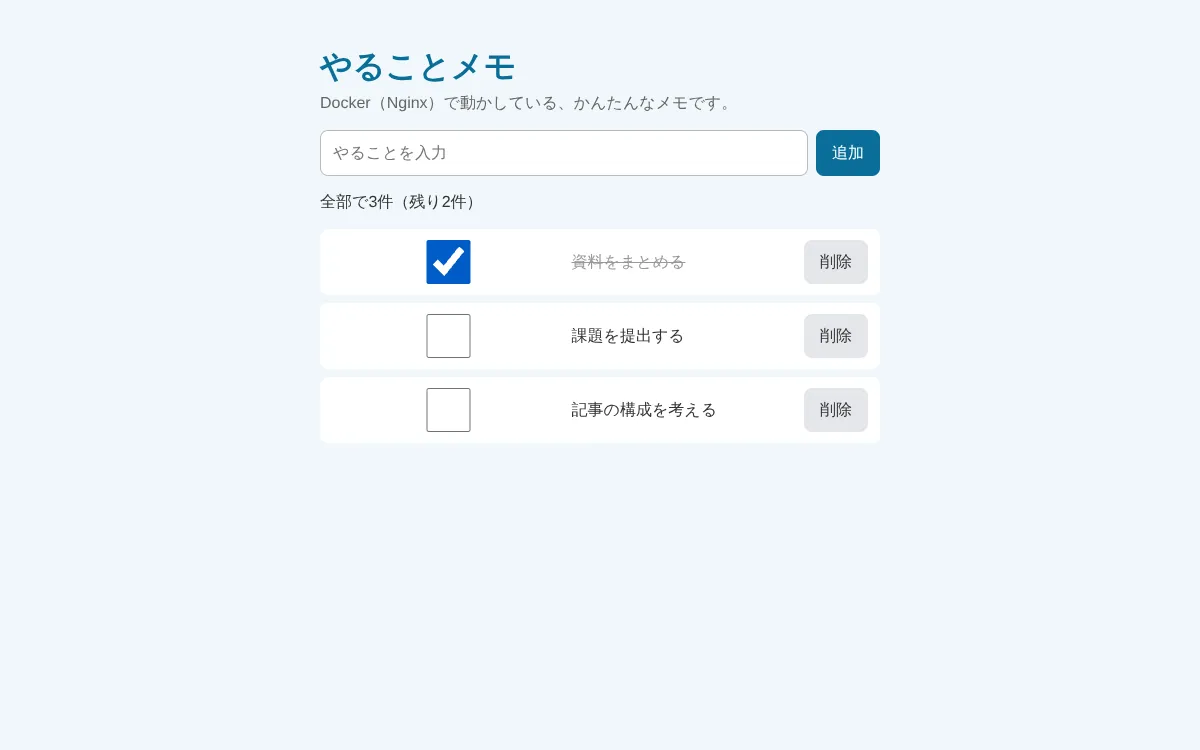 やることメモ
Docker（Nginx）で動かしている、かんたんなメモです。
やることを入力 追加
全部で3件（残り2件）
資料をまとめる 削除
課題を提出する 削除
記事の構成を考える 削除